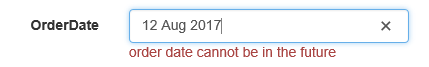 OrderDate 12 Aug 2017 ×
order date cannot be in the future